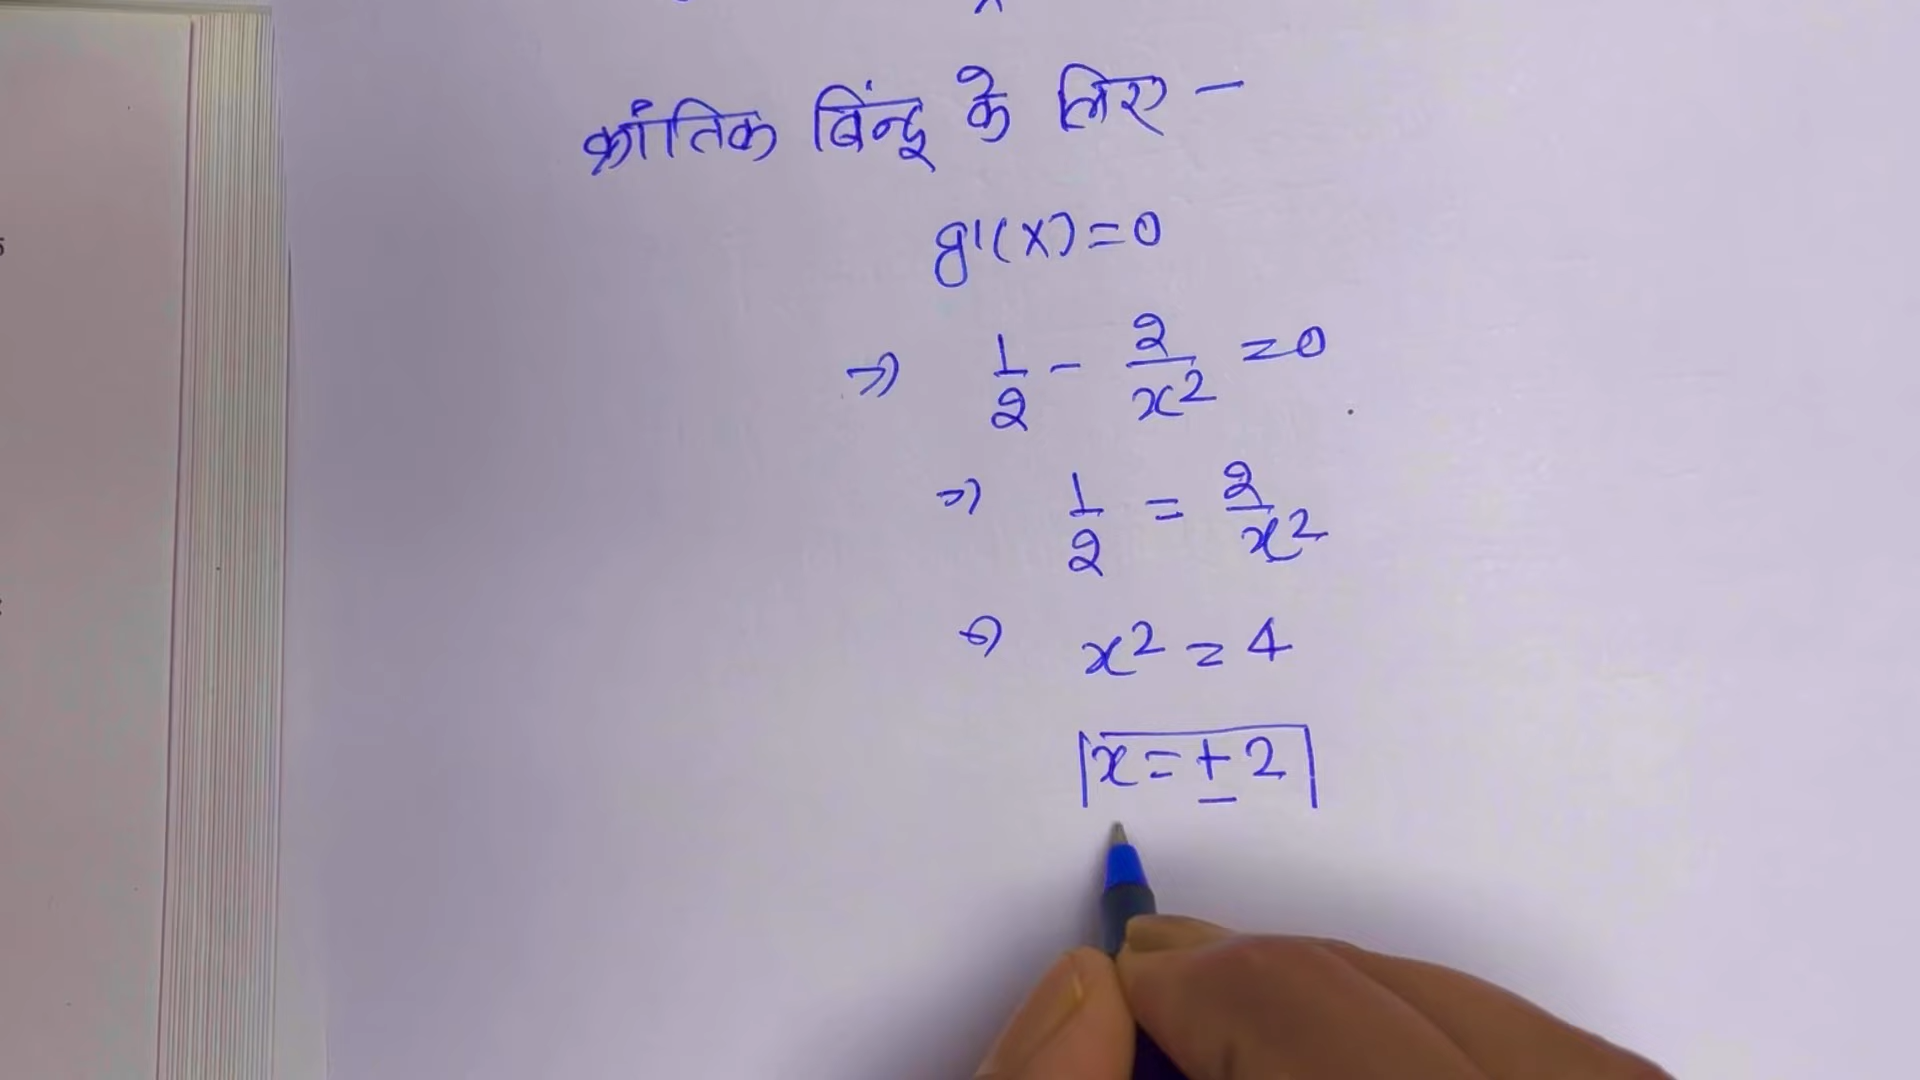 क्रांतिक बिंन्दू के लिए -
g'(x)=0
⇒ 1/2 - 2/x² = 0
⇒ 1/2 = 2/x²
⇒ x² = 4
x = ± 2